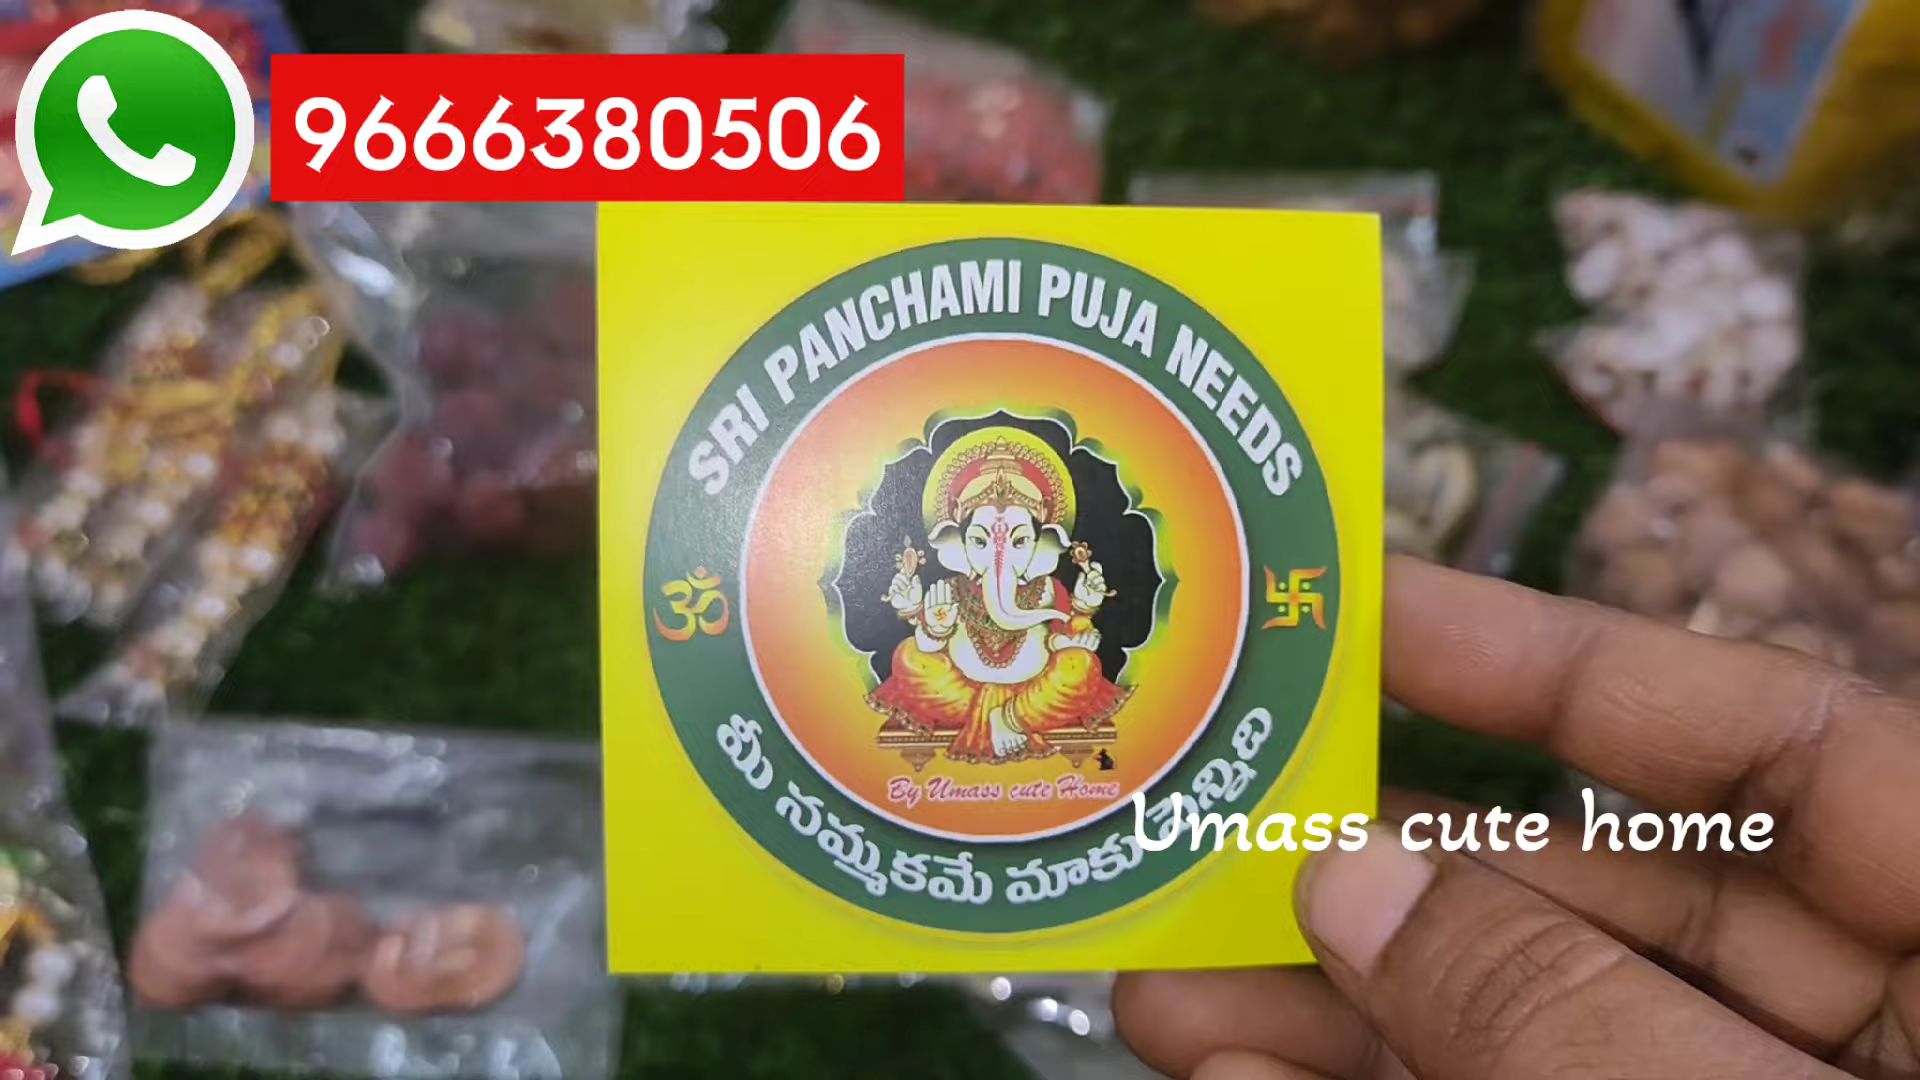 9666380506
SRI PANCHAMI PUJA NEEDS
ॐ
By Umass cute Home
మీ నమ్మకమే మాకు పెన్నిది
Umass cute home